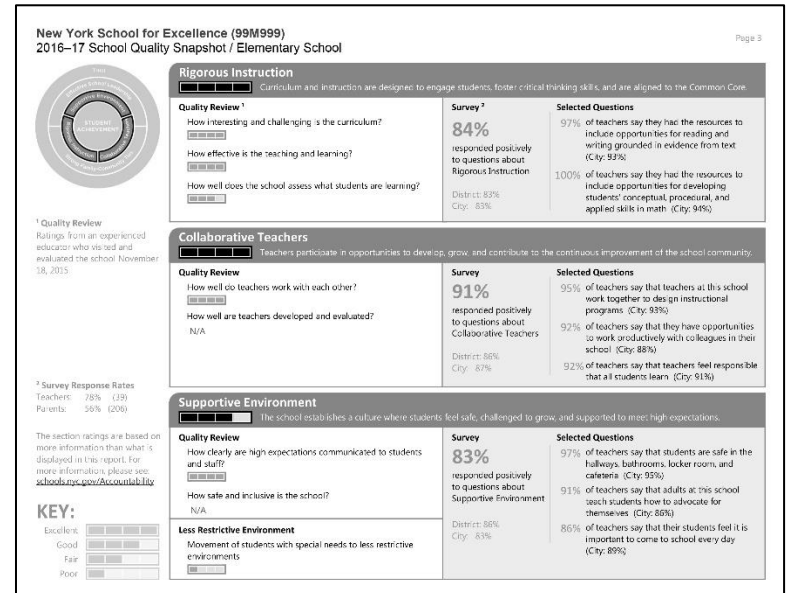 New York School for Excellence (99M999)
2016–17 School Quality Snapshot / Elementary School
Page 3
STUDENT
ACHIEVEMENT
¹ Quality Review
Ratings from an experienced
educator who visited and
evaluated the school November
18, 2015
² Survey Response Rates
Teachers: 78% (39)
Parents: 56% (206)
The section ratings are based on
more information than what is
displayed in this report. For
more information, please see:
schools.nyc.gov/Accountability
KEY:
Excellent
Good
Fair
Poor
Rigorous Instruction
Curriculum and instruction are designed to engage students, foster critical thinking skills, and are aligned to the Common Core.
Quality Review ¹
How interesting and challenging is the curriculum?
How effective is the teaching and learning?
How well does the school assess what students are learning?
Survey ²
84%
responded positively
to questions about
Rigorous Instruction
District: 83%
City: 83%
Selected Questions
97% of teachers say they had the resources to
include opportunities for reading and
writing grounded in evidence from text
(City: 93%)
100% of teachers say they had the resources to
include opportunities for developing
students' conceptual, procedural, and
applied skills in math (City: 94%)
Collaborative Teachers
Teachers participate in opportunities to develop, grow, and contribute to the continuous improvement of the school community.
Quality Review
How well do teachers work with each other?
How well are teachers developed and evaluated?
N/A
Survey
91%
responded positively
to questions about
Collaborative Teachers
District: 86%
City: 87%
Selected Questions
95% of teachers say that teachers at this school
work together to design instructional
programs (City: 93%)
92% of teachers say that they have opportunities
to work productively with colleagues in their
school (City: 88%)
92% of teachers say that teachers feel responsible
that all students learn (City: 91%)
Supportive Environment
The school establishes a culture where students feel safe, challenged to grow, and supported to meet high expectations.
Quality Review
How clearly are high expectations communicated to students
and staff?
How safe and inclusive is the school?
N/A
Less Restrictive Environment
Movement of students with special needs to less restrictive
environments
Survey
83%
responded positively
to questions about
Supportive Environment
District: 86%
City: 83%
Selected Questions
97% of teachers say that students are safe in the
hallways, bathrooms, locker room, and
cafeteria (City: 95%)
91% of teachers say that adults at this school
teach students how to advocate for
themselves (City: 86%)
86% of teachers say that their students feel it is
important to come to school every day
(City: 89%)